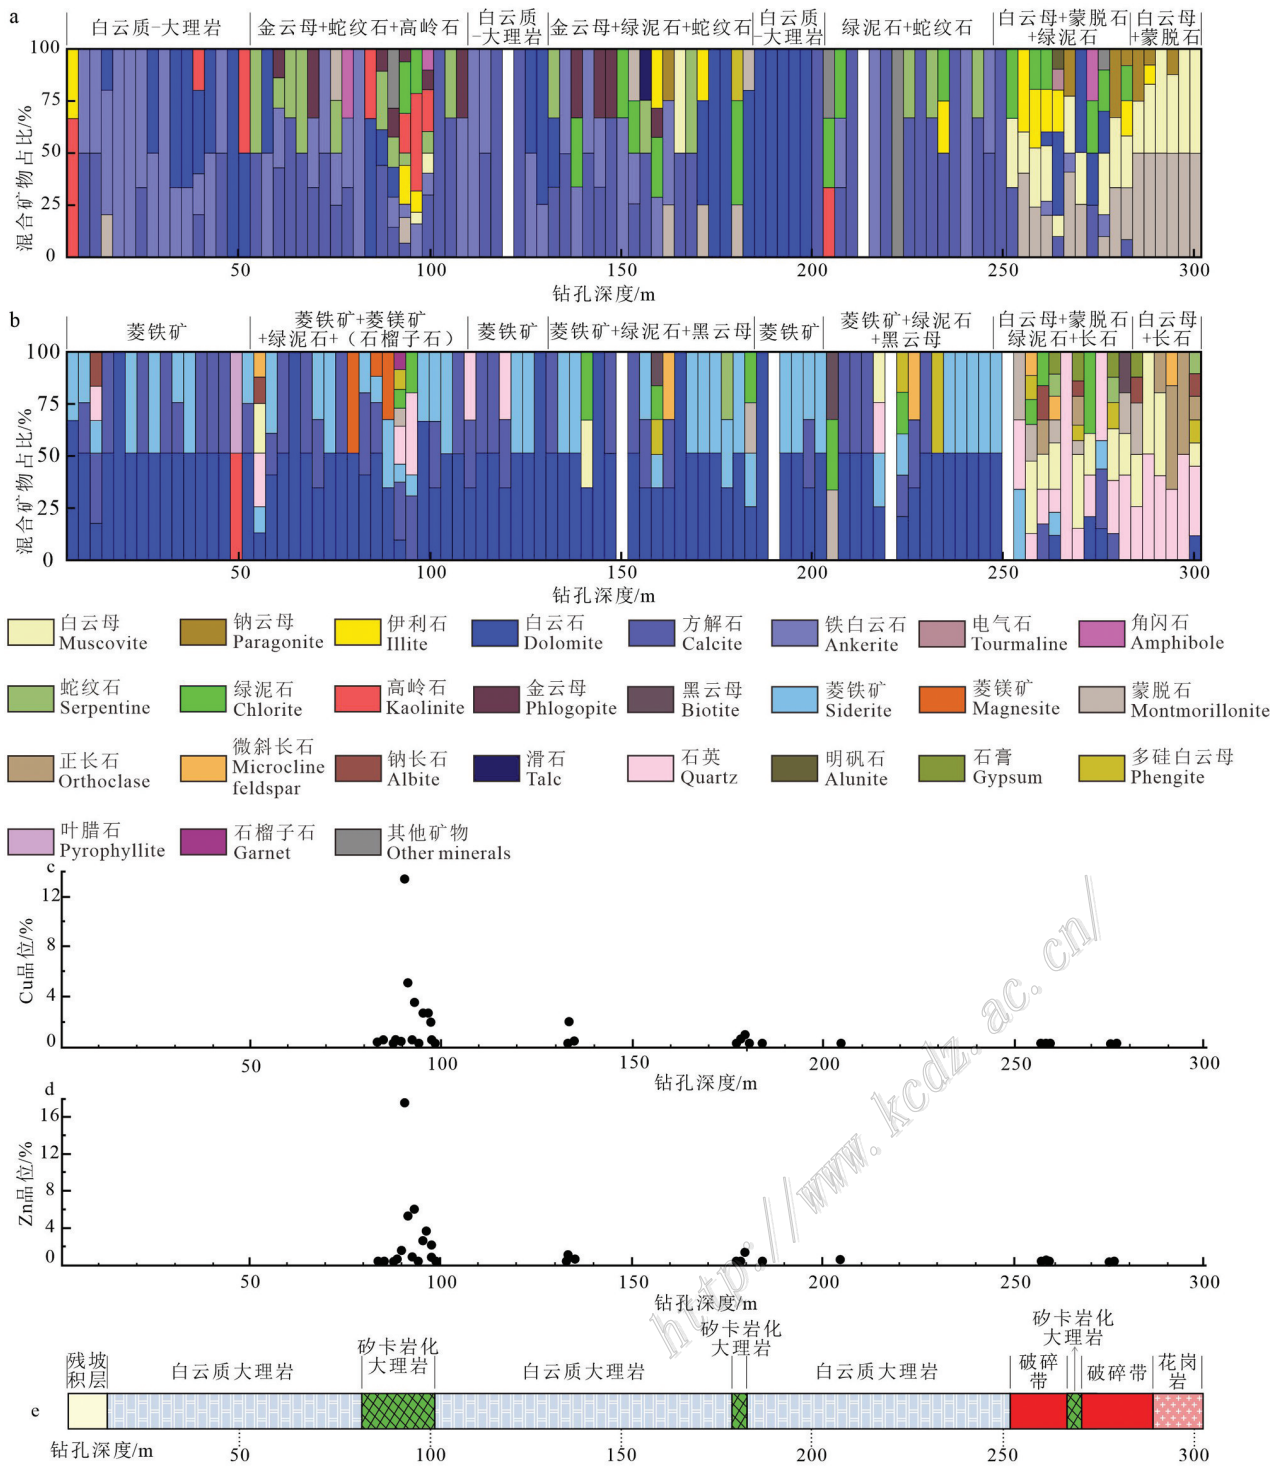 a
白云质-大理岩
金云母+蛇纹石+高岭石
白云质
-大理岩
金云母+绿泥石+蛇纹石
白云质
-大理岩
绿泥石+蛇纹石
白云母+蒙脱石
+绿泥石
白云母
+蒙脱石
混合矿物占比/%
100
75
50
25
0
50
100
150
200
250
300
钻孔深度/m
b
菱铁矿
菱铁矿+菱镁矿
+绿泥石+（石榴子石）
菱铁矿
菱铁矿+绿泥石+黑云母
菱铁矿
菱铁矿+绿泥石
+黑云母
白云母+蒙脱石
绿泥石+长石
白云母
+长石
混合矿物占比/%
100
75
50
25
0
50
100
150
200
250
300
钻孔深度/m
白云母
Muscovite
钠云母
Paragonite
伊利石
Illite
白云石
Dolomite
方解石
Calcite
铁白云石
Ankerite
电气石
Tourmaline
角闪石
Amphibole
蛇纹石
Serpentine
绿泥石
Chlorite
高岭石
Kaolinite
金云母
Phlogopite
黑云母
Biotite
菱铁矿
Siderite
菱镁矿
Magnesite
蒙脱石
Montmorillonite
正长石
Orthoclase
微斜长石
Microcline
feldspar
钠长石
Albite
滑石
Talc
石英
Quartz
明矾石
Alunite
石膏
Gypsum
多硅白云母
Phengite
叶腊石
Pyrophyllite
石榴子石
Garnet
其他矿物
Other minerals
c
Cu品位/%
12
8
4
0
50
100
150
200
250
300
钻孔深度/m
d
Zn品位/%
16
12
8
4
0
50
100
150
200
250
300
钻孔深度/m
http://www.kcdz.ac.cn/
e
残坡
积层
白云质大理岩
矽卡岩化
大理岩
白云质大理岩
矽卡岩化
大理岩
白云质大理岩
破碎
带
矽卡岩化
大理岩
破碎带
花岗
岩
钻孔深度/m
50
100
150
200
250
300